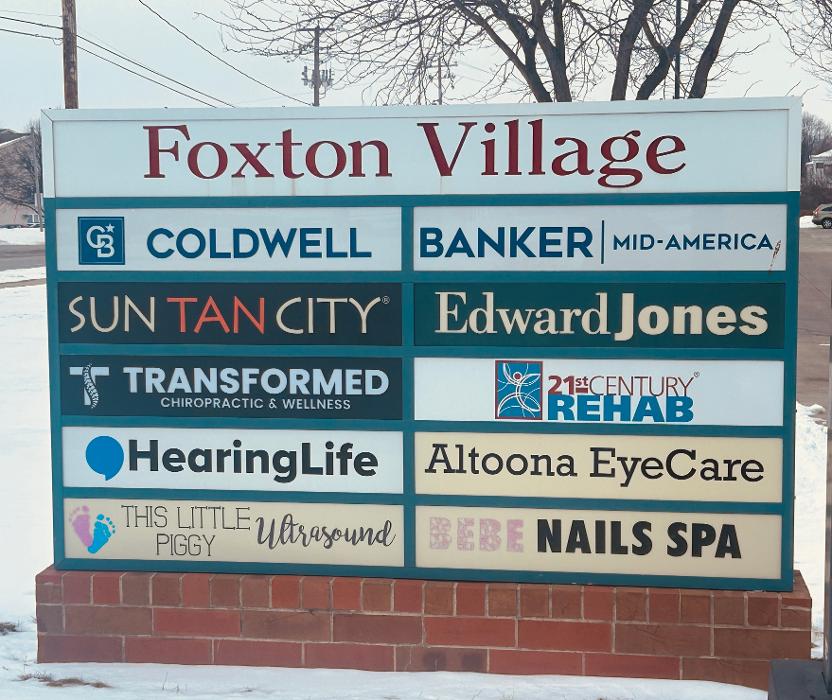 Foxton Village
CB COLDWELL BANKER | MID-AMERICA
SUN TAN CITY®
Edward Jones
TRANSFORMED
CHIROPRACTIC & WELLNESS
21st CENTURY®
REHAB
HearingLife
Altoona EyeCare
THIS LITTLE
PIGGY
Ultrasound
BEBE NAILS SPA